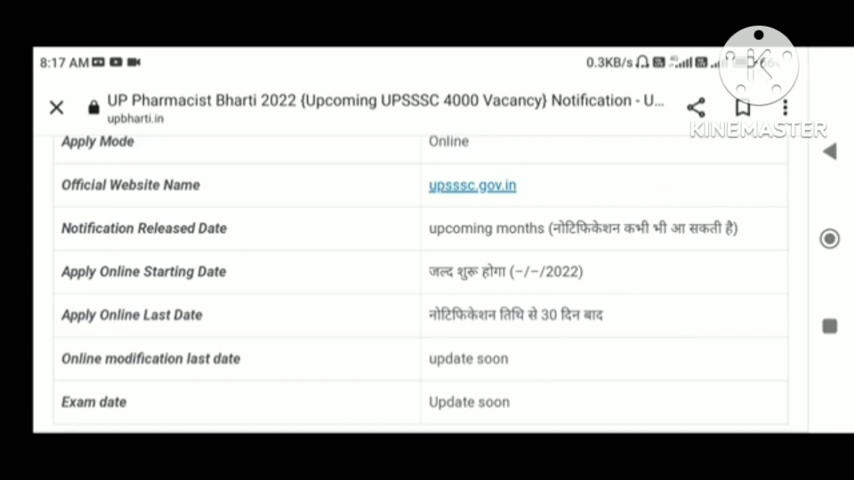 8:17 AM
0.3KB/s
UP Pharmacist Bharti 2022 {Upcoming UPSSSC 4000 Vacancy} Notification - U...
upbharti.in
KINEMASTER
Apply Mode Online
Official Website Name upsssc.gov.in
Notification Released Date upcoming months (नोटिफिकेशन कभी भी आ सकती है)
Apply Online Starting Date जल्द शुरू होगा (–/–/2022)
Apply Online Last Date नोटिफिकेशन तिथि से 30 दिन बाद
Online modification last date update soon
Exam date Update soon